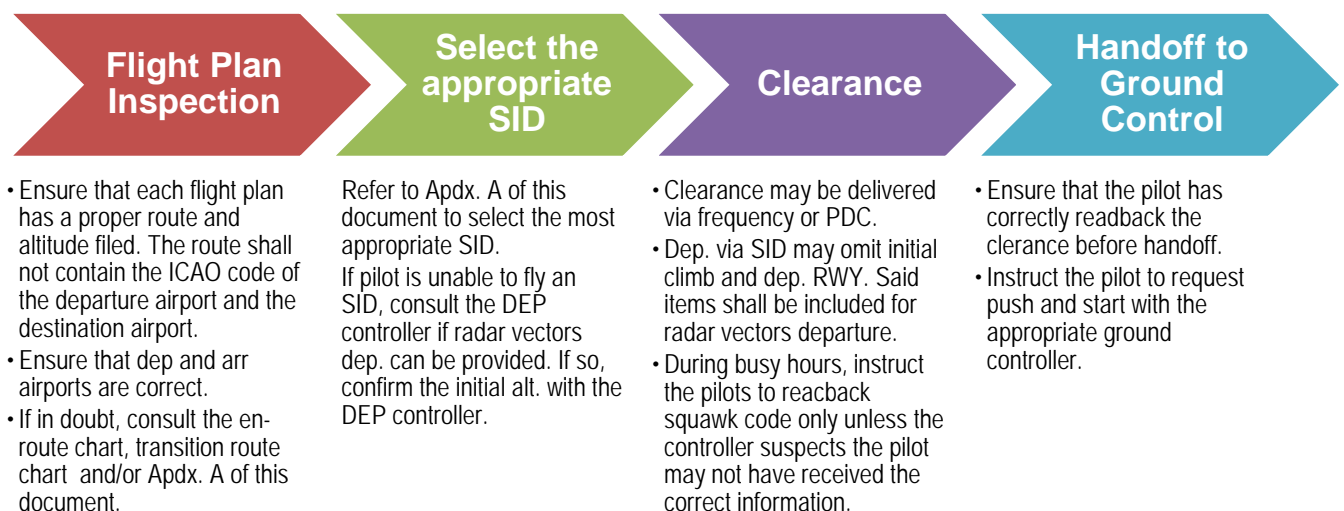 Flight Plan
Inspection
Select the
appropriate
SID
Clearance
Handoff to
Ground
Control
• Ensure that each flight plan
has a proper route and
altitude filed. The route shall
not contain the ICAO code of
the departure airport and the
destination airport.
• Ensure that dep and arr
airports are correct.
• If in doubt, consult the en-
route chart, transition route
chart and/or Apdx. A of this
document.
Refer to Apdx. A of this
document to select the most
appropriate SID.
If pilot is unable to fly an
SID, consult the DEP
controller if radar vectors
dep. can be provided. If so,
confirm the initial alt. with the
DEP controller.
• Clearance may be delivered
via frequency or PDC.
• Dep. via SID may omit initial
climb and dep. RWY. Said
items shall be included for
radar vectors departure.
• During busy hours, instruct
the pilots to reacback
squawk code only unless the
controller suspects the pilot
may not have received the
correct information.
• Ensure that the pilot has
correctly readback the
clerance before handoff.
• Instruct the pilot to request
push and start with the
appropriate ground
controller.